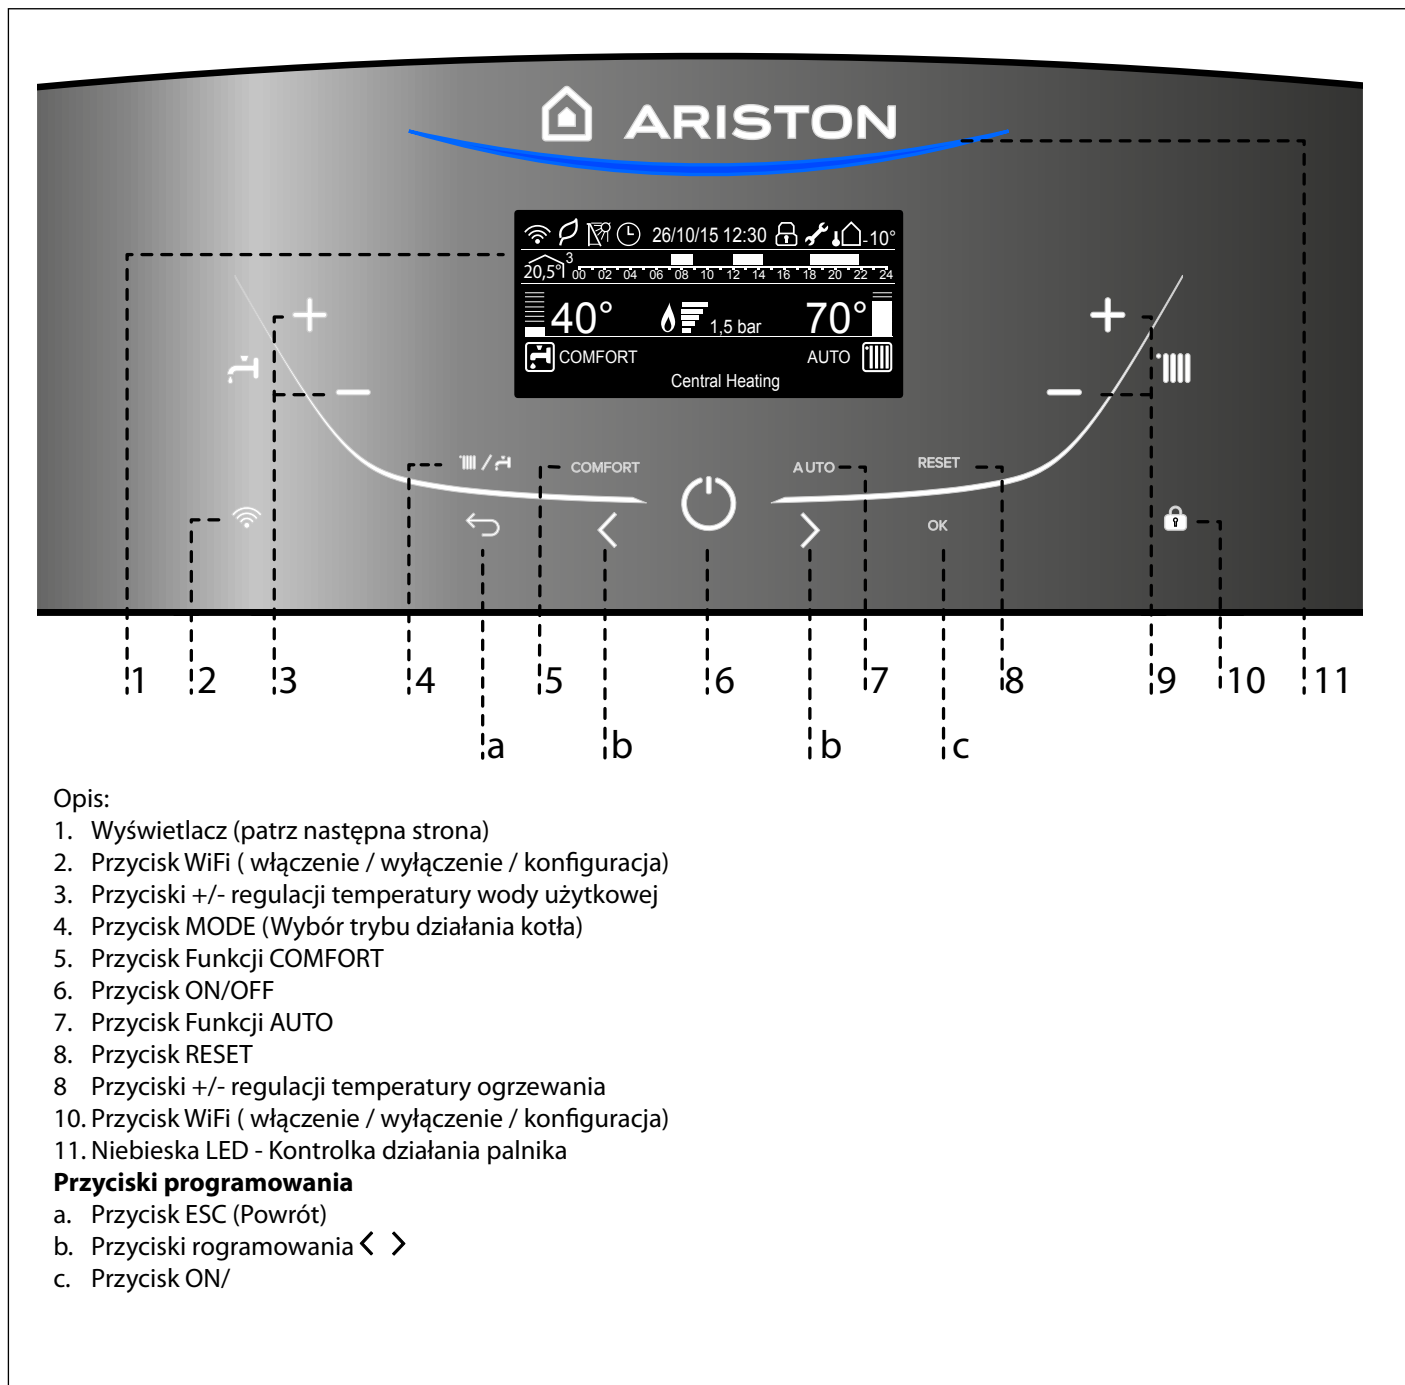 ARISTON
26/10/15 12:30 -10°
20,5° 3 00 02 04 06 08 10 12 14 16 18 20 22 24
40° 1,5 bar 70°
COMFORT AUTO
Central Heating
COMFORT AUTO RESET
OK
1 2 3 4 5 6 7 8 9 10 11
a b b c
Opis:
1. Wyświetlacz (patrz następna strona)
2. Przycisk WiFi ( włączenie / wyłączenie / konfiguracja)
3. Przyciski +/- regulacji temperatury wody użytkowej
4. Przycisk MODE (Wybór trybu działania kotła)
5. Przycisk Funkcji COMFORT
6. Przycisk ON/OFF
7. Przycisk Funkcji AUTO
8. Przycisk RESET
8 Przyciski +/- regulacji temperatury ogrzewania
10. Przycisk WiFi ( włączenie / wyłączenie / konfiguracja)
11. Niebieska LED - Kontrolka działania palnika
Przyciski programowania
a. Przycisk ESC (Powrót)
b. Przyciski rogramowania < >
c. Przycisk ON/